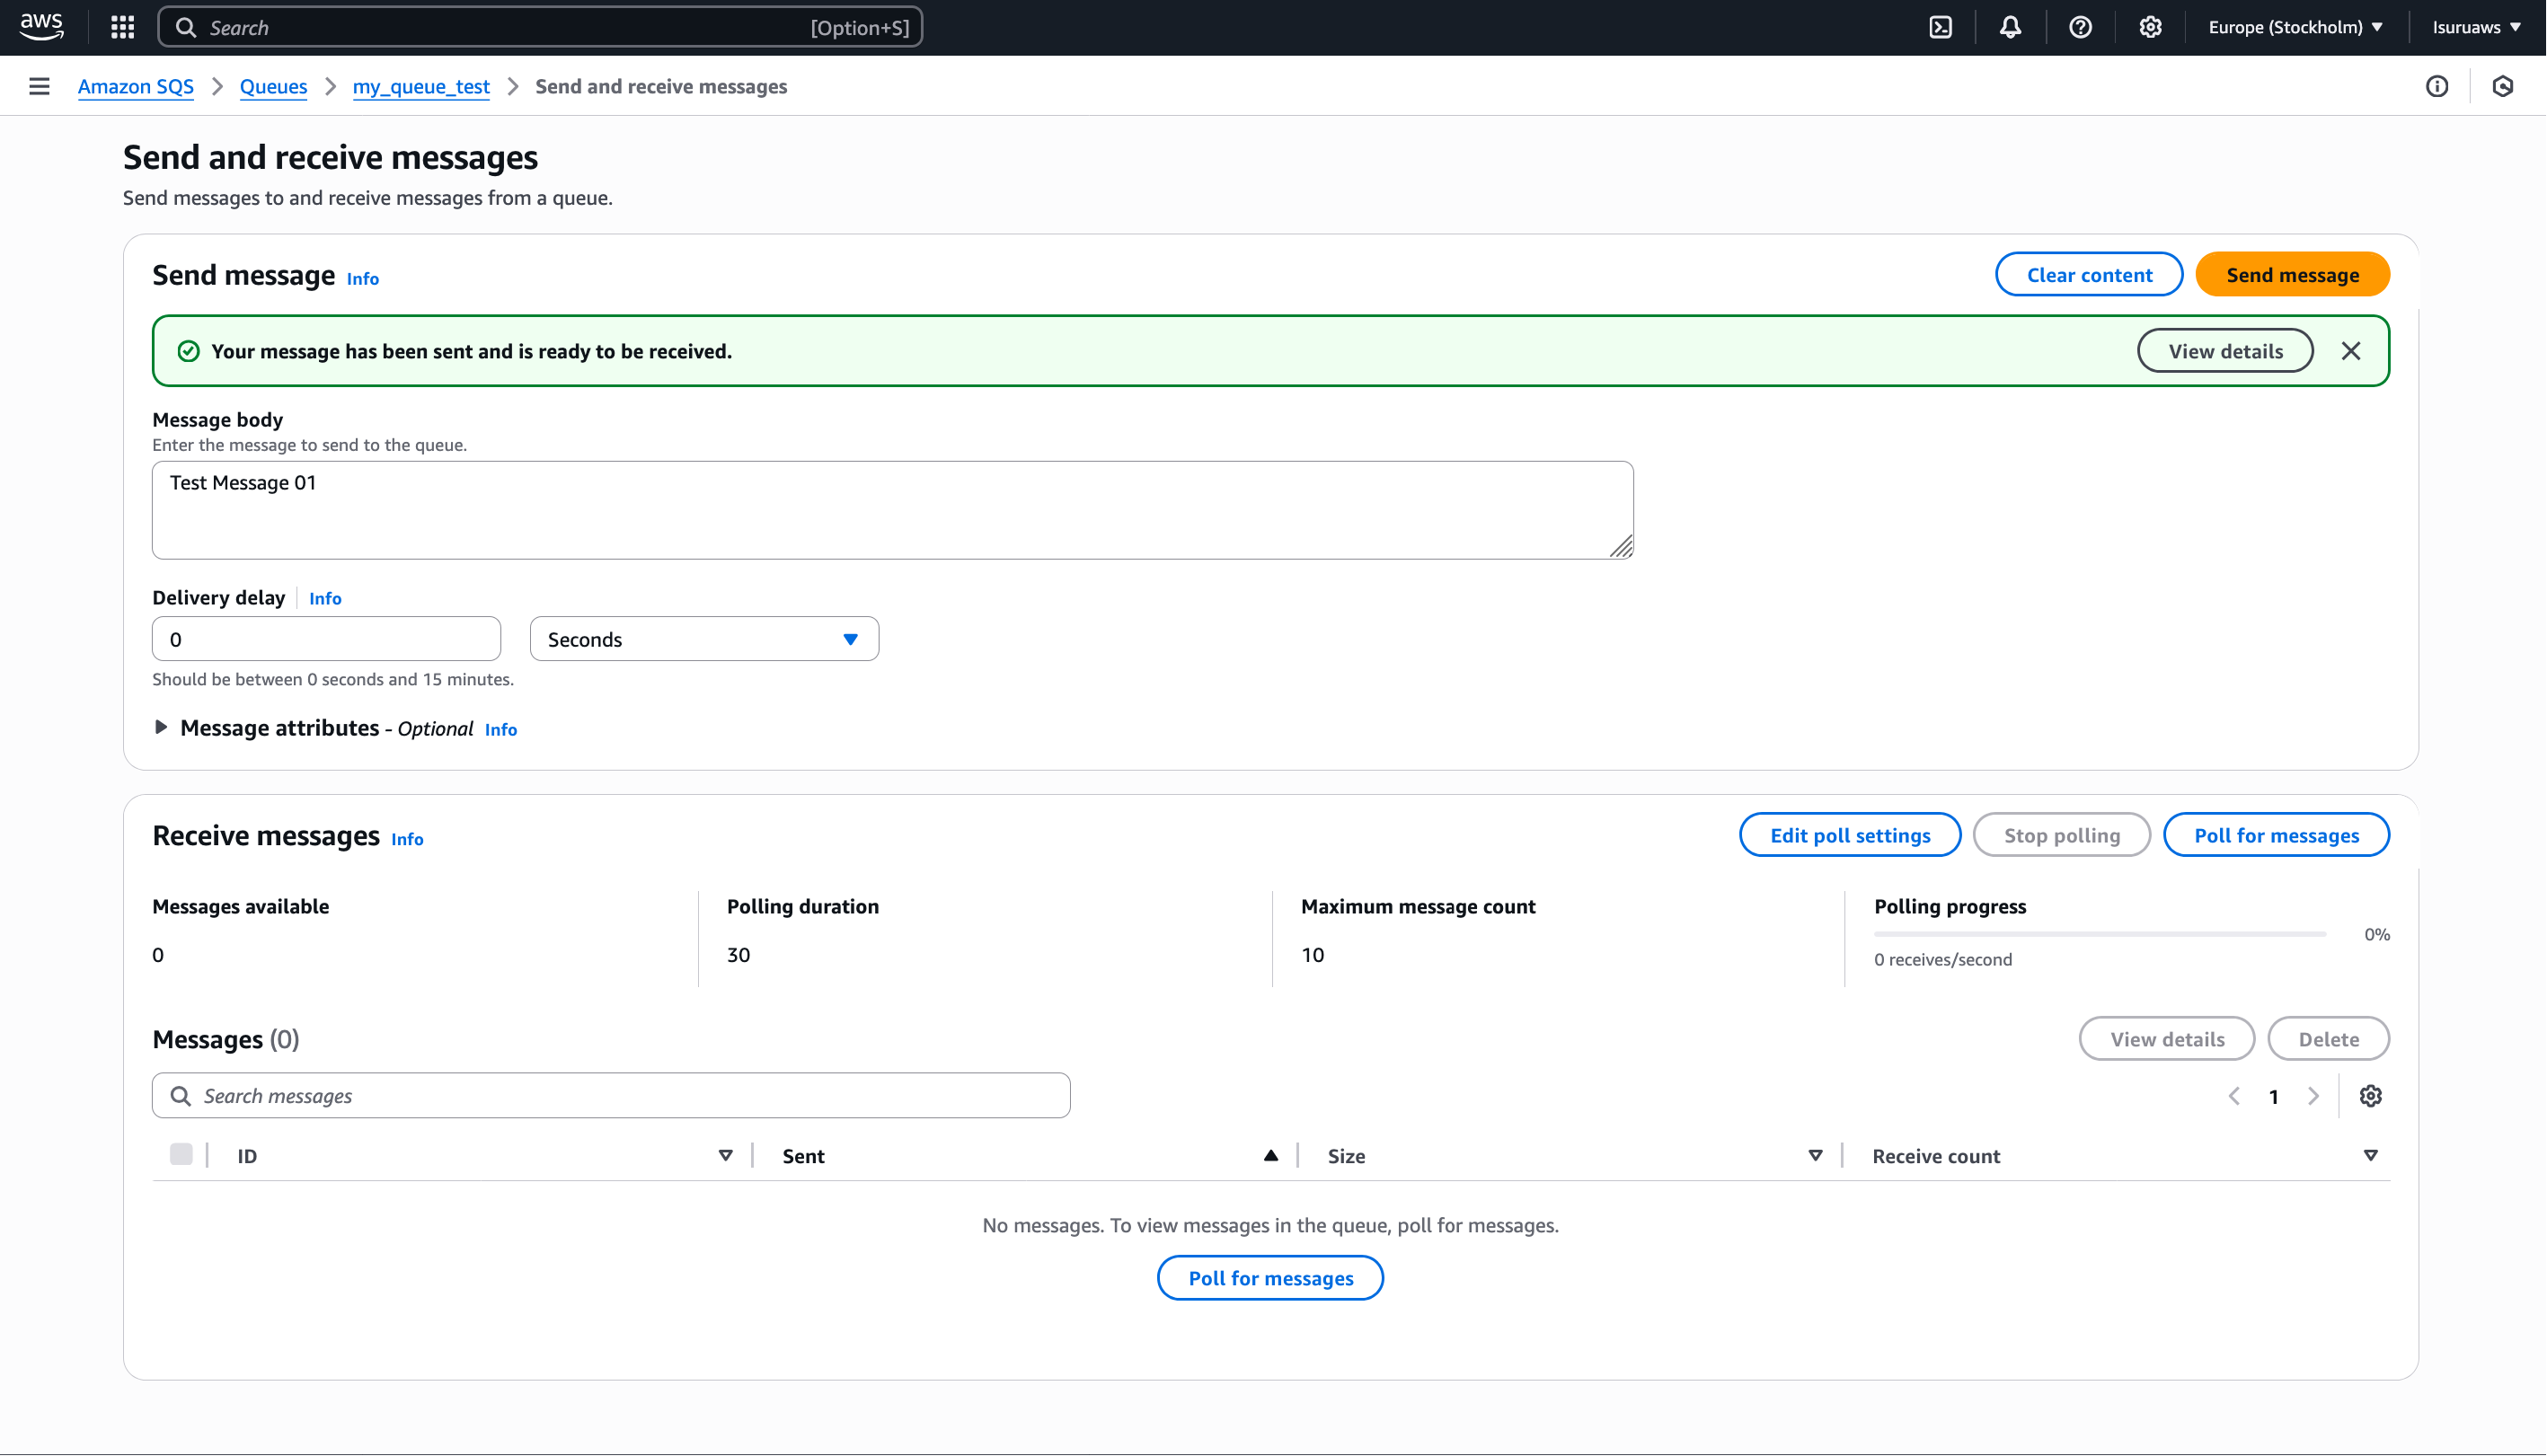 aws Search [Option+S] Europe (Stockholm) Isuruaws
Amazon SQS Queues my_queue_test Send and receive messages
Send and receive messages
Send messages to and receive messages from a queue.
Send message Info Clear content Send message
Your message has been sent and is ready to be received. View details
Message body
Enter the message to send to the queue.
Test Message 01
Delivery delay Info
0 Seconds
Should be between 0 seconds and 15 minutes.
Message attributes - Optional Info
Receive messages Info Edit poll settings Stop polling Poll for messages
Messages available Polling duration Maximum message count Polling progress
0%
0 30 10 0 receives/second
Messages (0) View details Delete
Search messages 1
ID Sent Size Receive count
No messages. To view messages in the queue, poll for messages.
Poll for messages